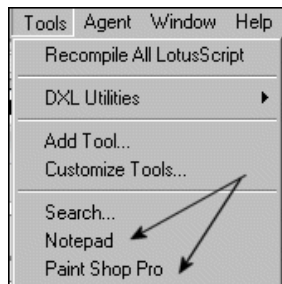 Tools Agent Window Help
Recompile All LotusScript
DXL Utilities
Add Tool...
Customize Tools...
Search...
Notepad
Paint Shop Pro